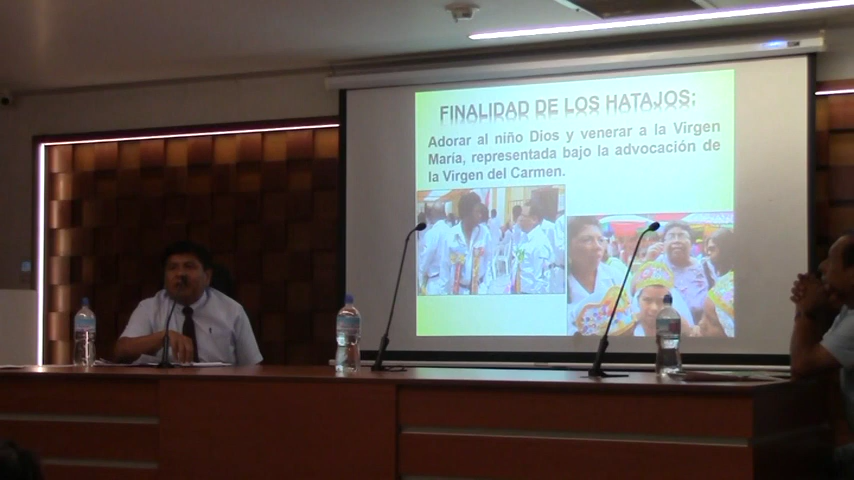 FINALIDAD DE LOS HATAJOS:
Adorar al niño Dios y venerar a la Virgen
María, representada bajo la advocación de
la Virgen del Carmen.